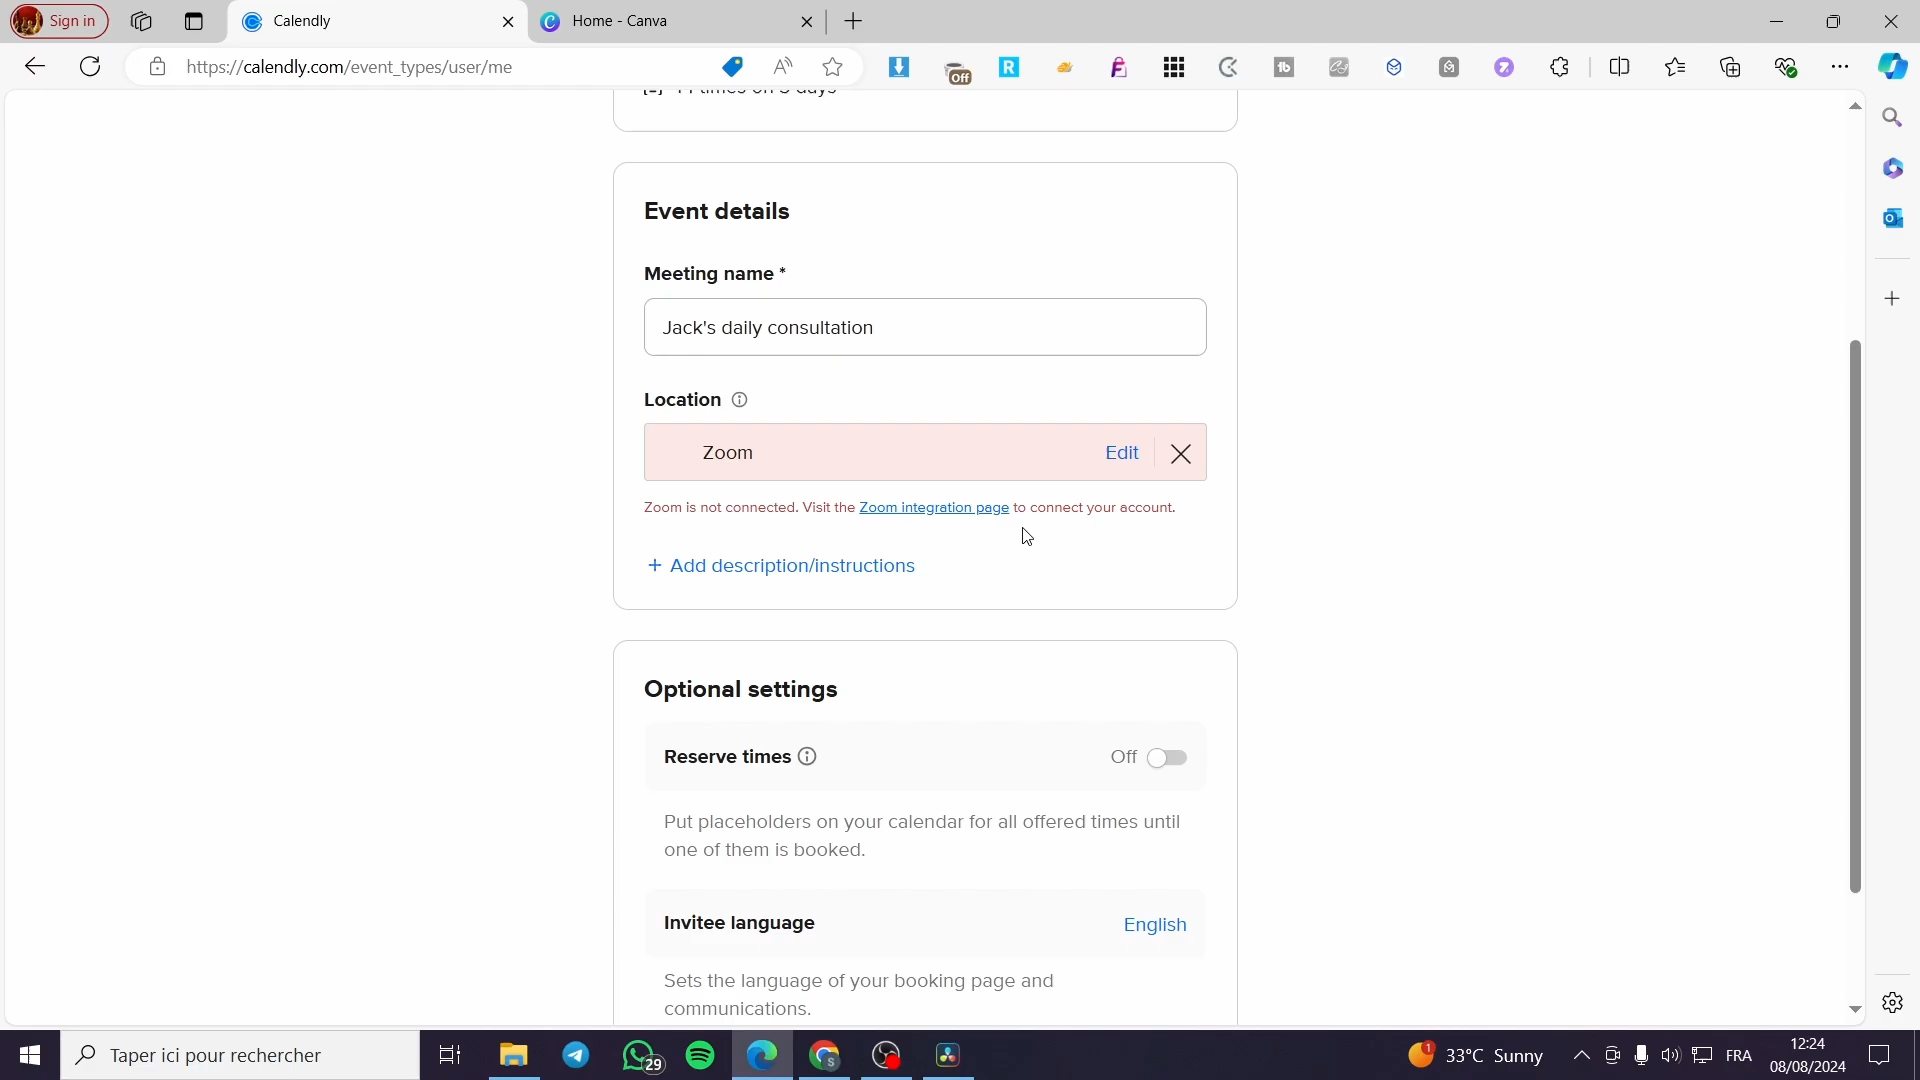 Sign in
Calendly
Home - Canva
https://calendly.com/event_types/user/me
Off
Event details
Meeting name *
Jack's daily consultation
Location
Zoom
Edit
Zoom is not connected. Visit the Zoom integration page to connect your account.
+ Add description/instructions
Optional settings
Reserve times
Off
Put placeholders on your calendar for all offered times until
one of them is booked.
Invitee language
English
Sets the language of your booking page and
communications.
Taper ici pour rechercher
29
1
33°C Sunny
FRA
12:24
08/08/2024